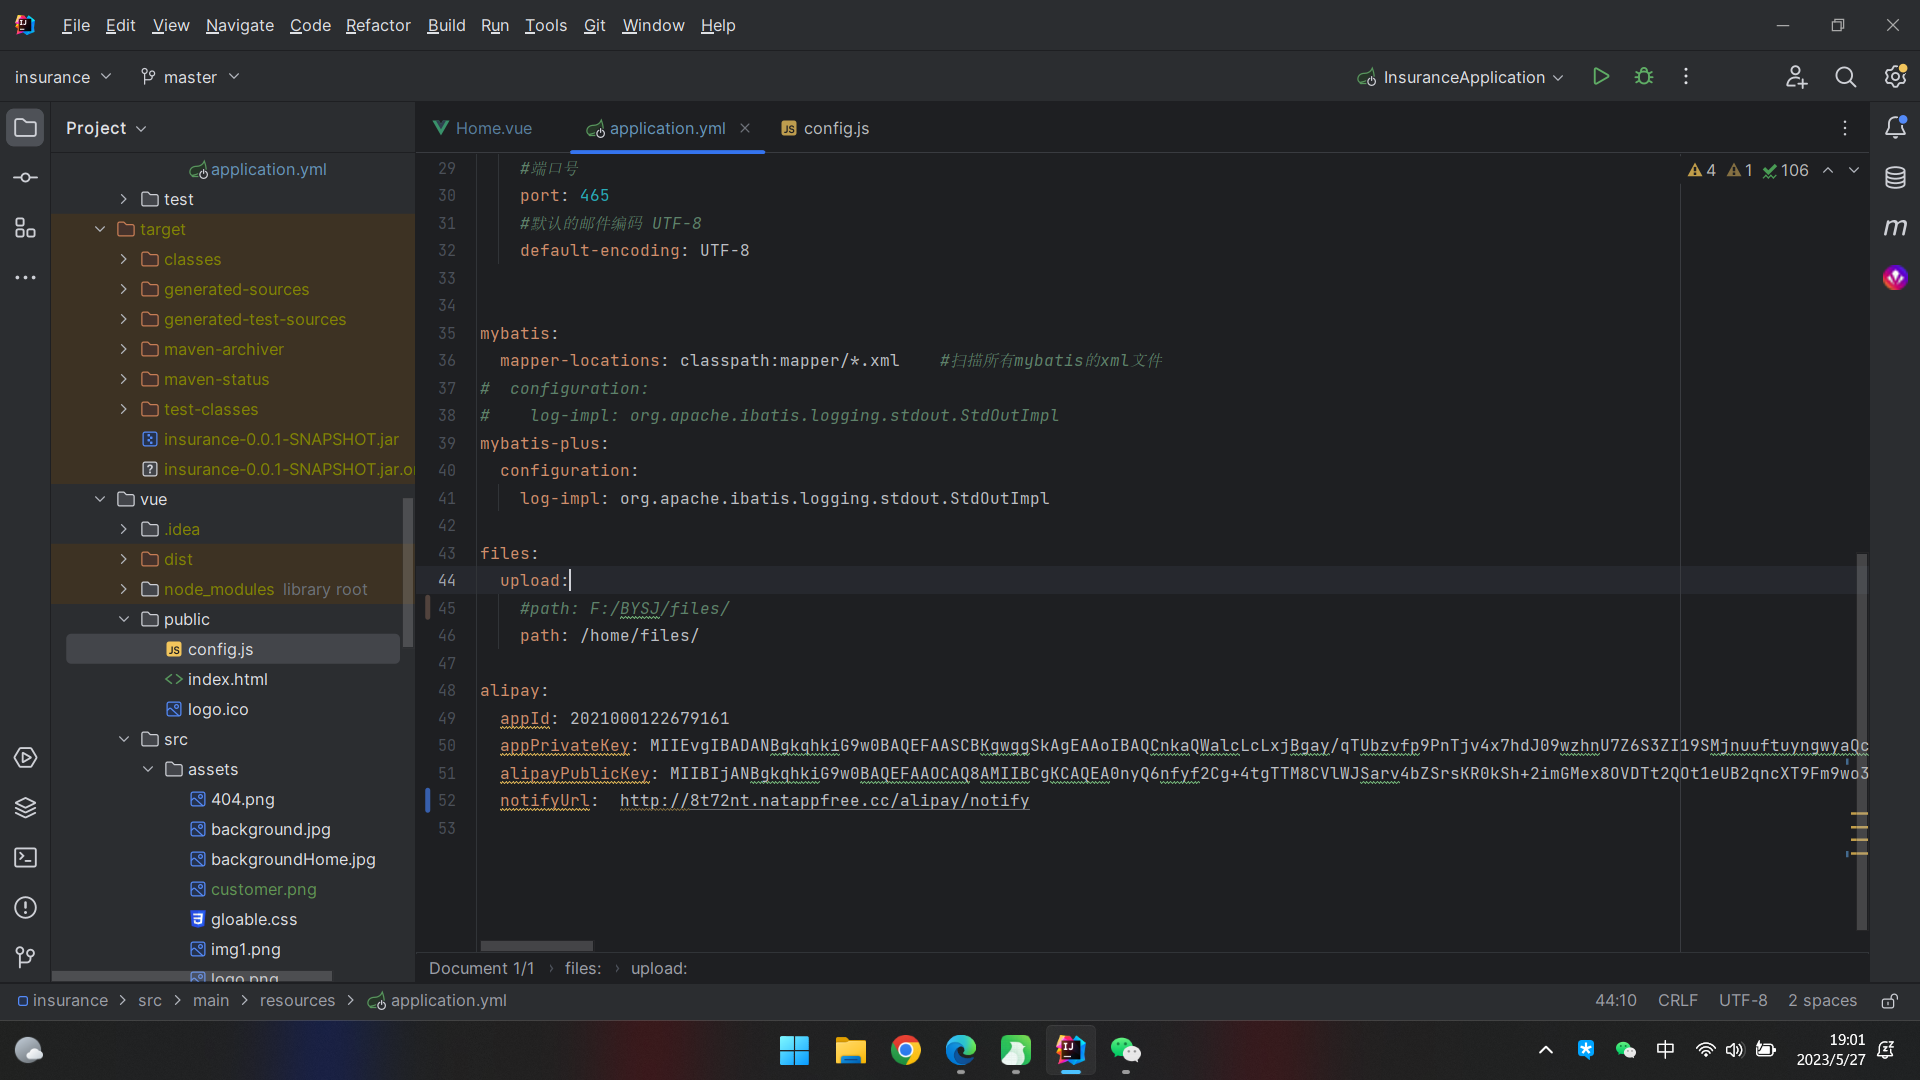 File Edit View Navigate Code Refactor Build Run Tools Git Window Help
insurance master InsuranceApplication
Project
Home.vue application.yml config.js
application.yml
test
target
classes
generated-sources
generated-test-sources
maven-archiver
maven-status
test-classes
insurance-0.0.1-SNAPSHOT.jar
insurance-0.0.1-SNAPSHOT.jar.o
vue
.idea
dist
node_modules library root
public
config.js
index.html
logo.ico
src
assets
404.png
background.jpg
backgroundHome.jpg
customer.png
gloable.css
img1.png
logo.png
4 1 106
29 #端口号
30 port: 465
31 #默认的邮件编码 UTF-8
32 default-encoding: UTF-8
33
34
35 mybatis:
36 mapper-locations: classpath:mapper/*.xml #扫描所有mybatis的xml文件
37 # configuration:
38 # log-impl: org.apache.ibatis.logging.stdout.StdOutImpl
39 mybatis-plus:
40 configuration:
41 log-impl: org.apache.ibatis.logging.stdout.StdOutImpl
42
43 files:
44 upload:
45 #path: F:/BYSJ/files/
46 path: /home/files/
47
48 alipay:
49 appId: 2021000122679161
50 appPrivateKey:
51 alipayPublicKey:
52 notifyUrl: http://8t72nt.natappfree.cc/alipay/notify
53
Document 1/1 › files: › upload:
insurance > src > main > resources > application.yml
44:10 CRLF UTF-8 2 spaces
中
19:01
2023/5/27